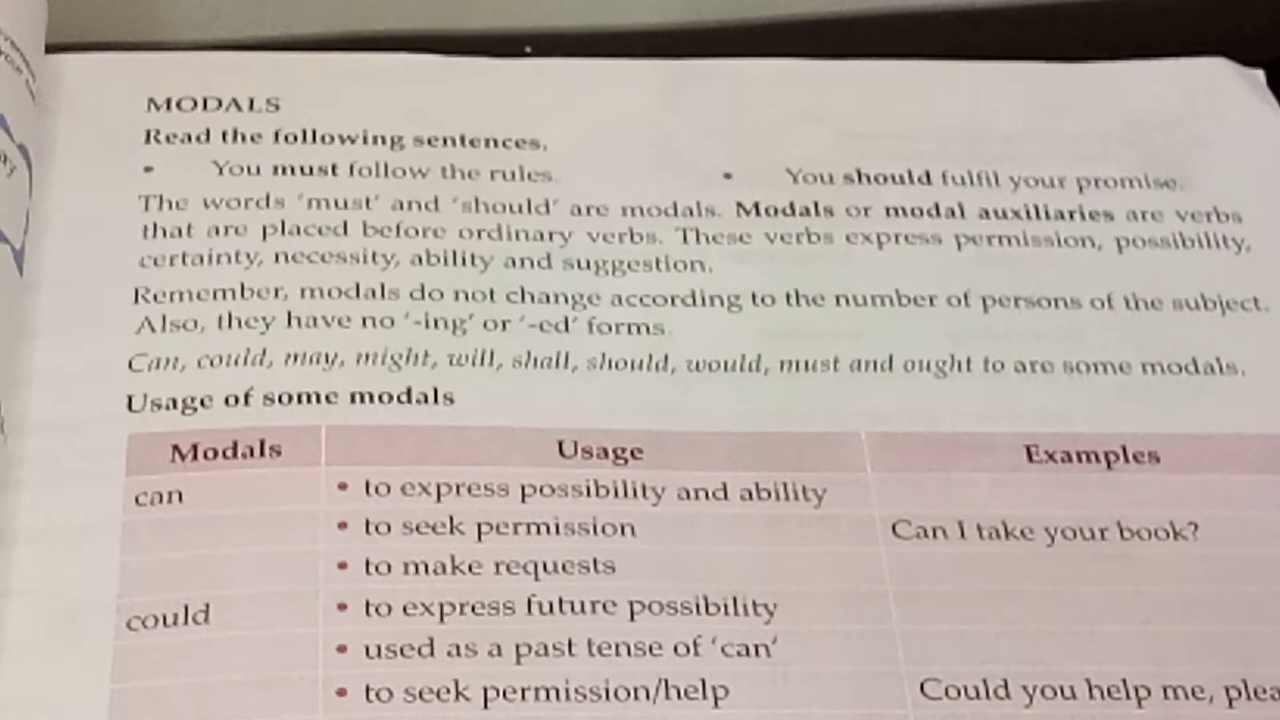 MODALS
Read the following sentences.
• You must follow the rules. • You should fulfil your promise.
The words 'must' and 'should' are modals. Modals or modal auxiliaries are verbs
that are placed before ordinary verbs. These verbs express permission, possibility,
certainty, necessity, ability and suggestion.
Remember, modals do not change according to the number of persons of the subject.
Also, they have no '-ing' or '-ed' forms.
Can, could, may, might, will, shall, should, would, must and ought to are some modals.
Usage of some modals
Modals Usage Examples
can • to express possibility and ability
• to seek permission Can I take your book?
• to make requests
could • to express future possibility
• used as a past tense of 'can'
• to seek permission/help Could you help me, plea